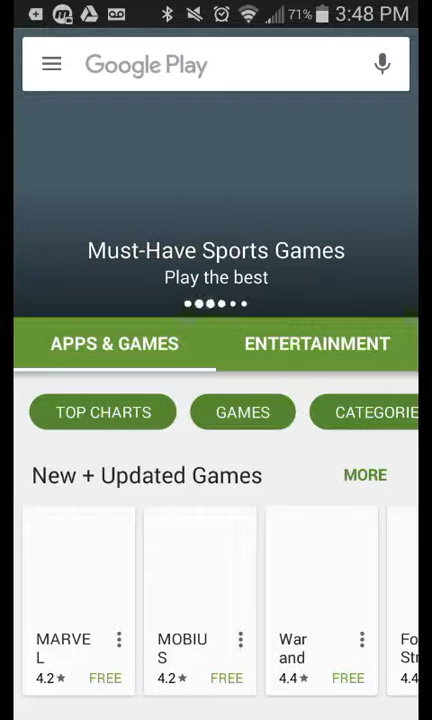 71% 3:48 PM
Google Play
Must-Have Sports Games
Play the best
APPS & GAMES ENTERTAINMENT
TOP CHARTS GAMES CATEGORIE
New + Updated Games MORE
MARVE
L
4.2★ FREE
MOBIU
S
4.2★ FREE
War
and
4.4★ FREE
Fo
Str
4.4